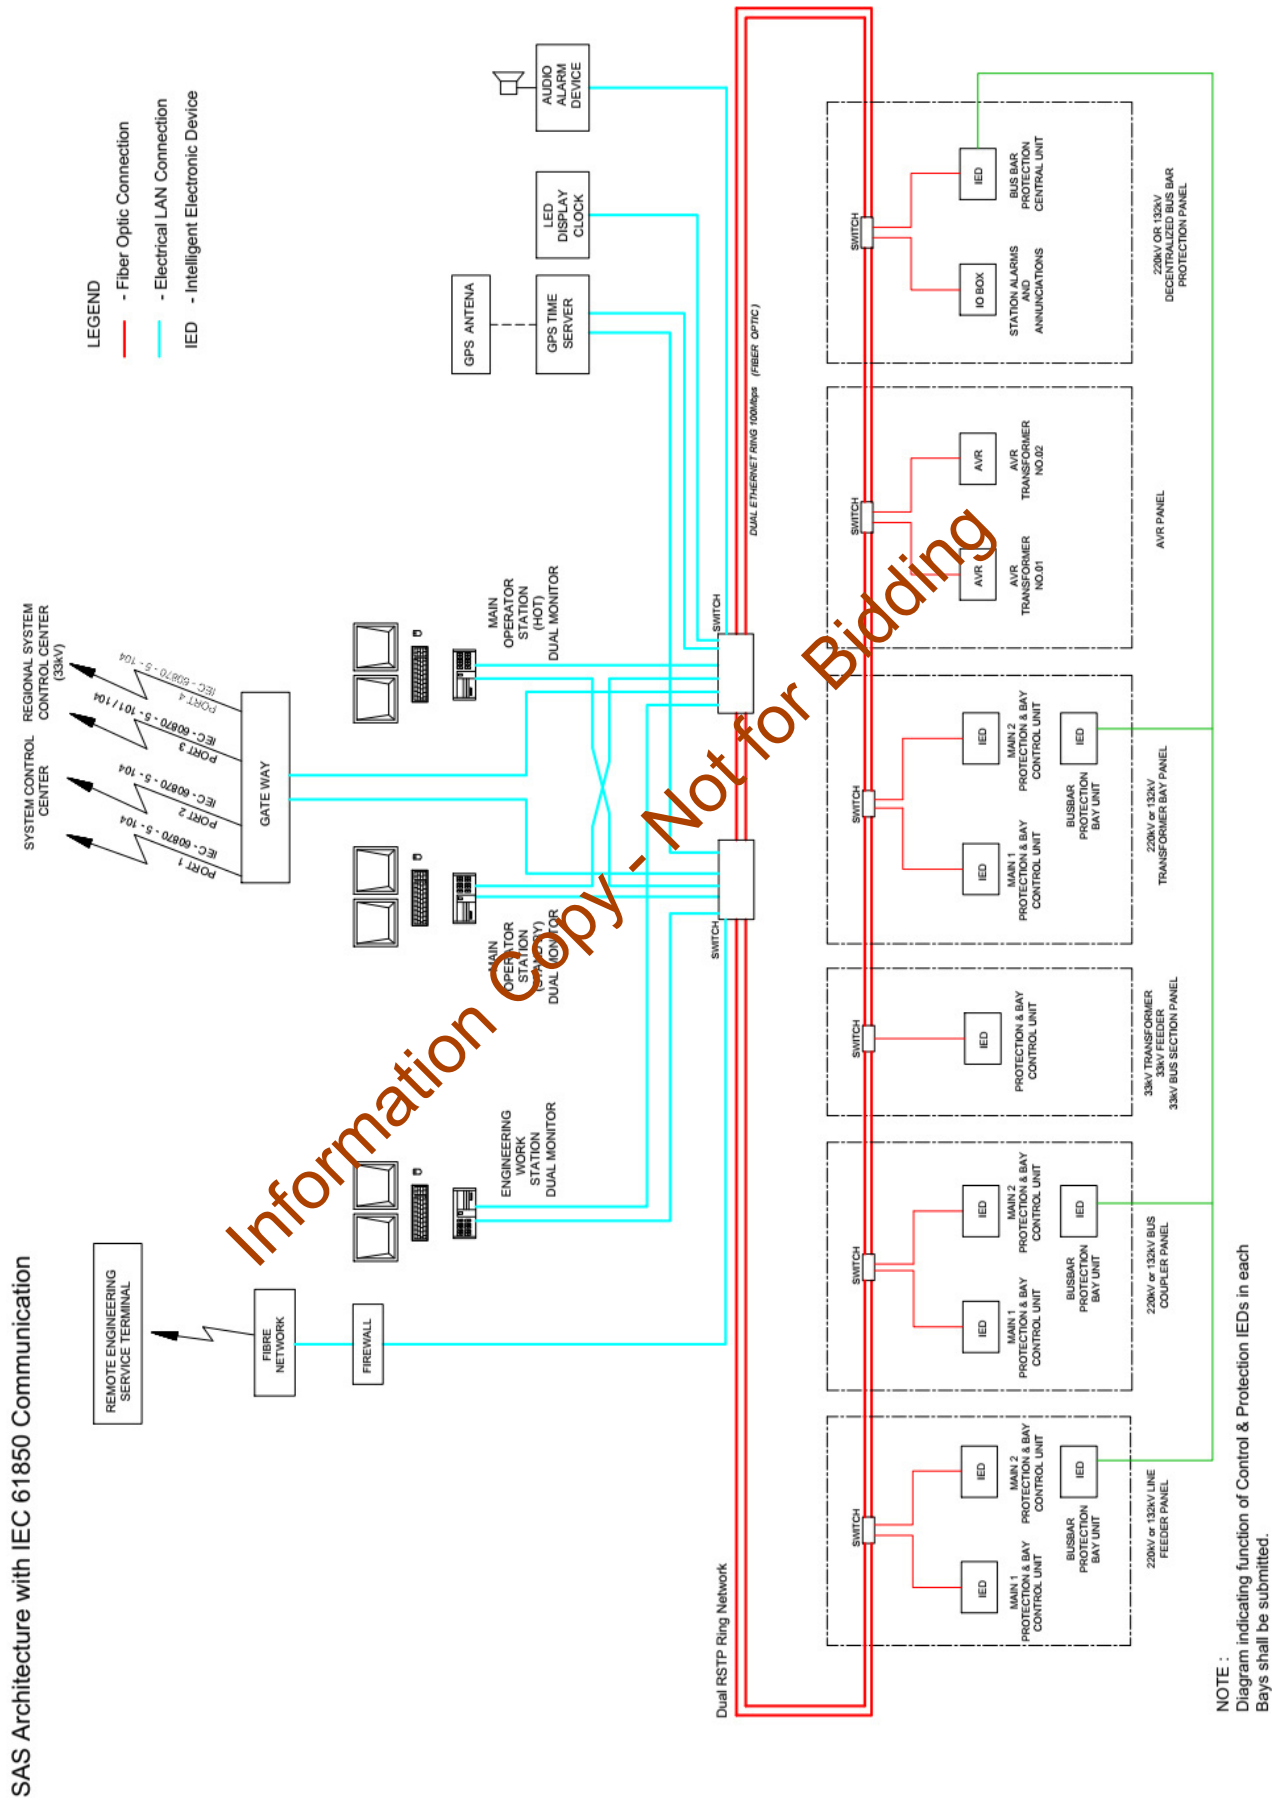 SAS Architecture with IEC 61850 Communication
REMOTE ENGINEERING
SERVICE TERMINAL
FIBRE
NETWORK
FIREWALL
ENGINEERING
WORK
STATION
DUAL MONITOR
SYSTEM CONTROL
CENTER
REGIONAL SYSTEM
CONTROL CENTER
(33kV)
PORT 1
IEC - 60870 - 5 - 104
PORT 2
IEC - 60870 - 5 - 104
PORT 3
IEC - 60870 - 5 - 101 / 104
PORT 4
IEC - 60870 - 5 - 104
GATE WAY
MAIN
OPERATOR
STATION
(STANDBY)
DUAL MONITOR
MAIN
OPERATOR
STATION
(HOT)
DUAL MONITOR
LEGEND
- Fiber Optic Connection
- Electrical LAN Connection
IED - Intelligent Electronic Device
GPS ANTENA
GPS TIME
SERVER
LED
DISPLAY
CLOCK
AUDIO
ALARM
DEVICE
SWITCH
SWITCH
Dual RSTP Ring Network
DUAL ETHERNET RING 100Mbps (FIBER OPTIC)
SWITCH
IED
MAIN 1
PROTECTION & BAY
CONTROL UNIT
IED
MAIN 2
PROTECTION & BAY
CONTROL UNIT
BUSBAR
PROTECTION
BAY UNIT
IED
220kV or 132kV LINE
FEEDER PANEL
SWITCH
IED
MAIN 1
PROTECTION & BAY
CONTROL UNIT
IED
MAIN 2
PROTECTION & BAY
CONTROL UNIT
BUSBAR
PROTECTION
BAY UNIT
IED
220kV or 132kV BUS
COUPLER PANEL
SWITCH
IED
PROTECTION & BAY
CONTROL UNIT
33kV TRANSFORMER
33kV FEEDER
33kV BUS SECTION PANEL
SWITCH
IED
MAIN 1
PROTECTION & BAY
CONTROL UNIT
IED
MAIN 2
PROTECTION & BAY
CONTROL UNIT
BUSBAR
PROTECTION
BAY UNIT
IED
220kV or 132kV
TRANSFORMER BAY PANEL
SWITCH
AVR
AVR
TRANSFORMER
NO.01
AVR
AVR
TRANSFORMER
NO.02
AVR PANEL
SWITCH
IO BOX
STATION ALARMS
AND
ANNUNCIATIONS
IED
BUS BAR
PROTECTION
CENTRAL UNIT
220kV OR 132kV
DECENTRALIZED BUS BAR
PROTECTION PANEL
NOTE :
Diagram indicating function of Control & Protection IEDs in each
Bays shall be submitted.
Information Copy - Not for Bidding